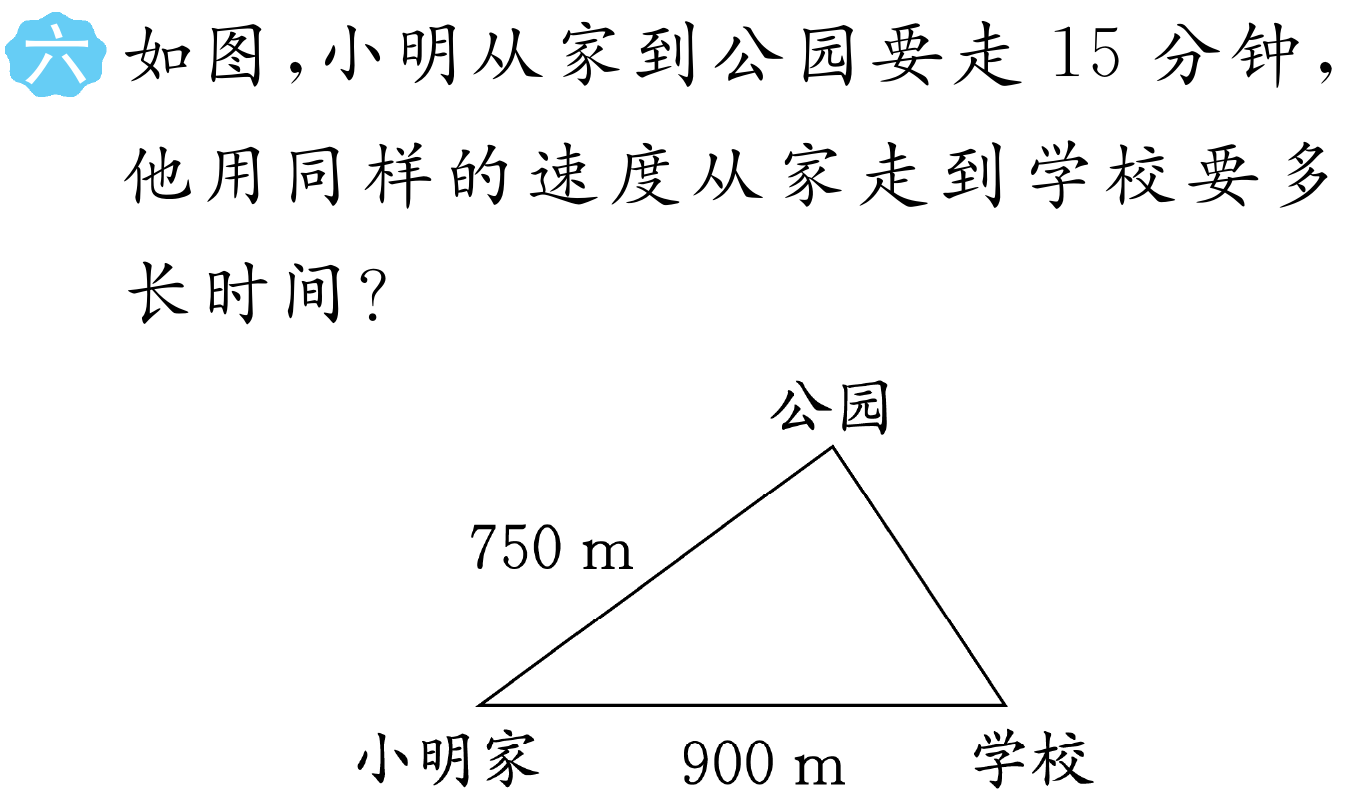 六 如图，小明从家到公园要走 15 分钟，
他用同样的速度从家走到学校要多
长时间？
公园
750 m
小明家 900 m 学校